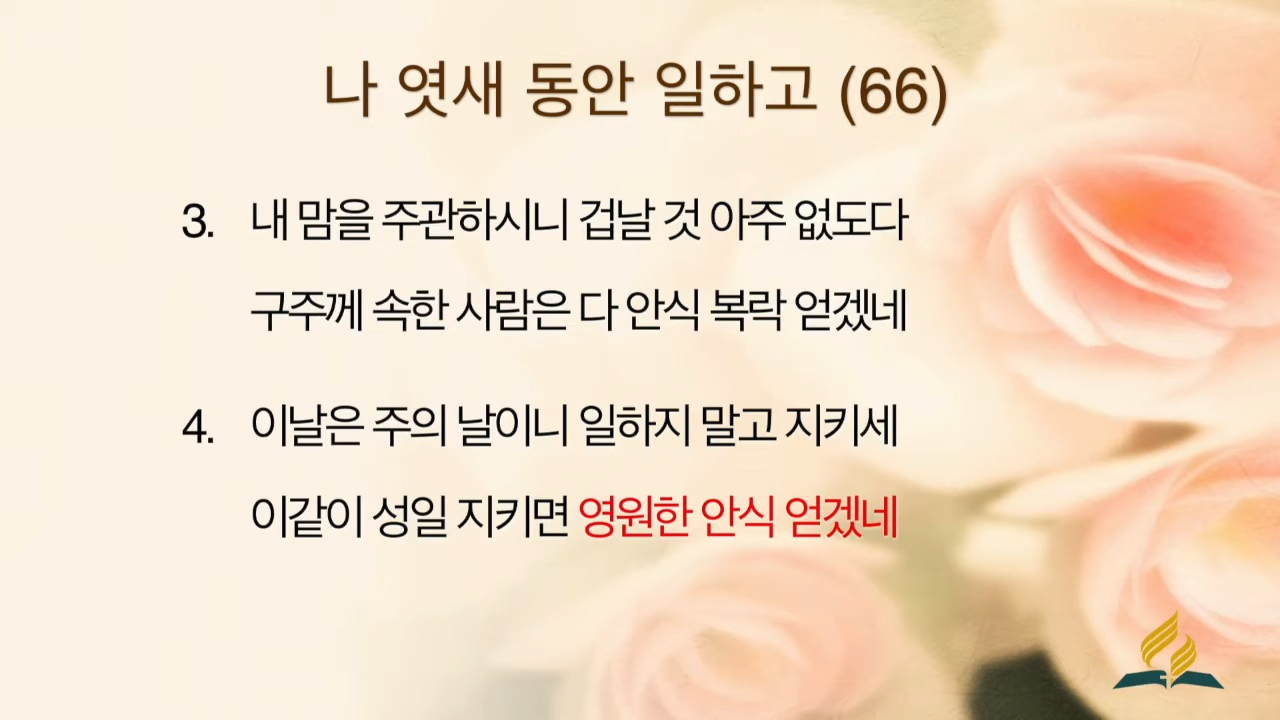 나 엿새 동안 일하고 (66)
3. 내 맘을 주관하시니 겁날 것 아주 없도다
구주께 속한 사람은 다 안식 복락 얻겠네
4. 이날은 주의 날이니 일하지 말고 지키세
이같이 성일 지키면 영원한 안식 얻겠네